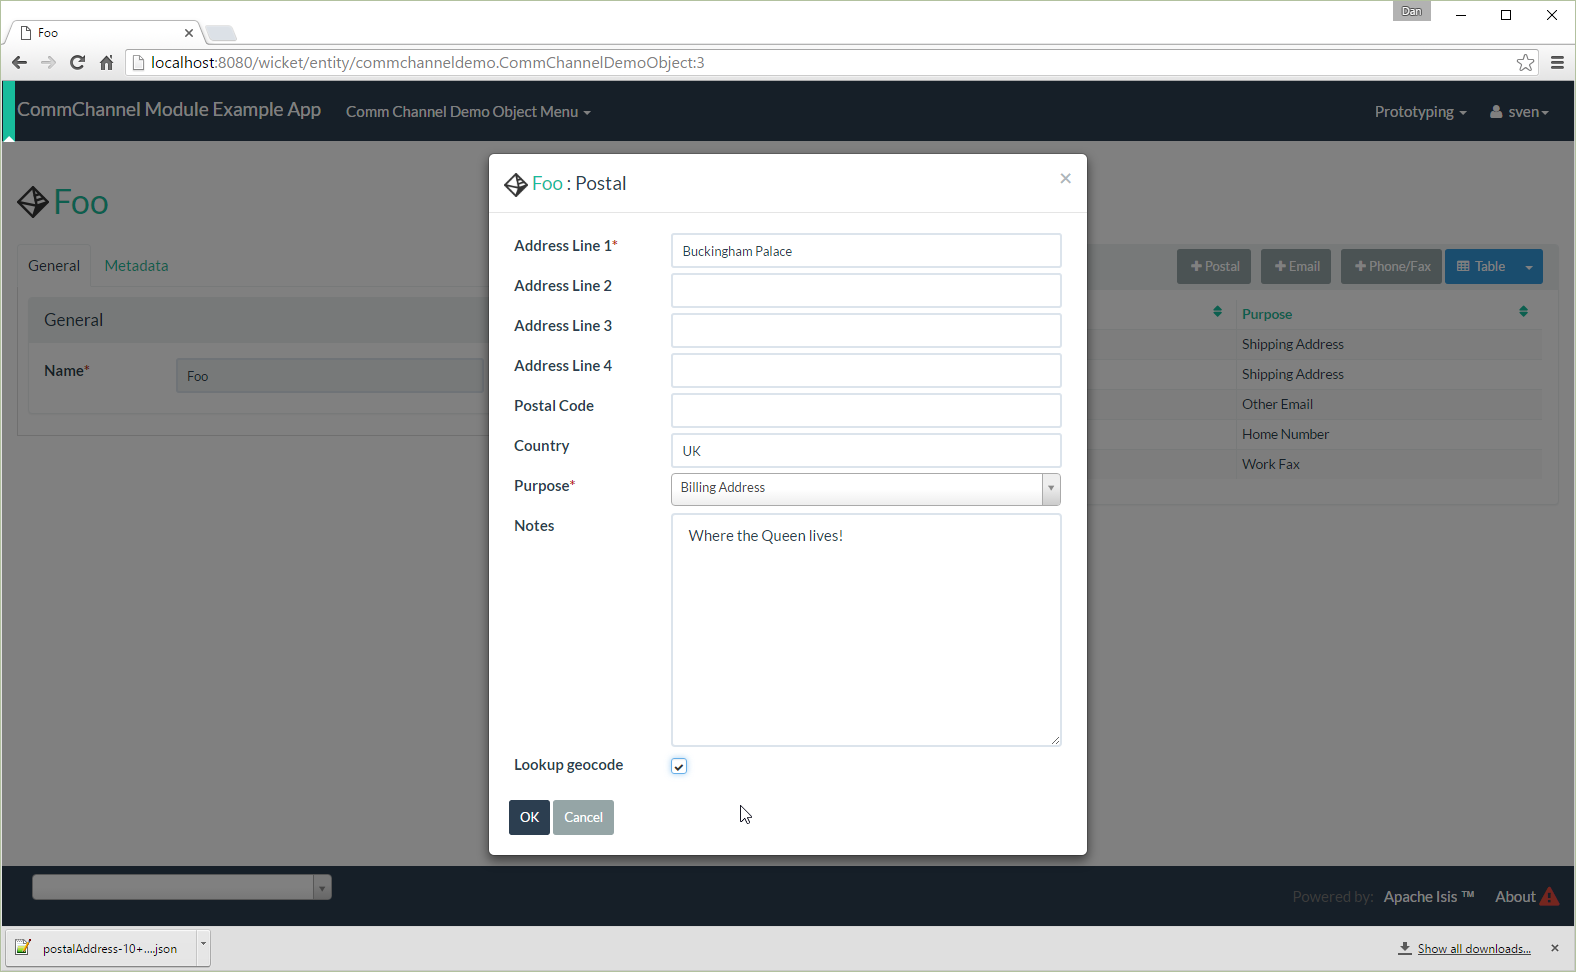 Dan
Foo
localhost:8080/wicket/entity/commchanneldemo.CommChannelDemoObject:3
CommChannel Module Example App
Comm Channel Demo Object Menu
Prototyping
sven
Foo
General
Metadata
General
Name*
Foo
Postal
Email
Phone/Fax
Table
Purpose
Shipping Address
Shipping Address
Other Email
Home Number
Work Fax
Foo : Postal
×
Address Line 1*
Buckingham Palace
Address Line 2
Address Line 3
Address Line 4
Postal Code
Country
UK
Purpose*
Billing Address
Notes
Where the Queen lives!
Lookup geocode
OK
Cancel
Powered by: Apache Isis ™ About
postalAddress-10+....json
Show all downloads...